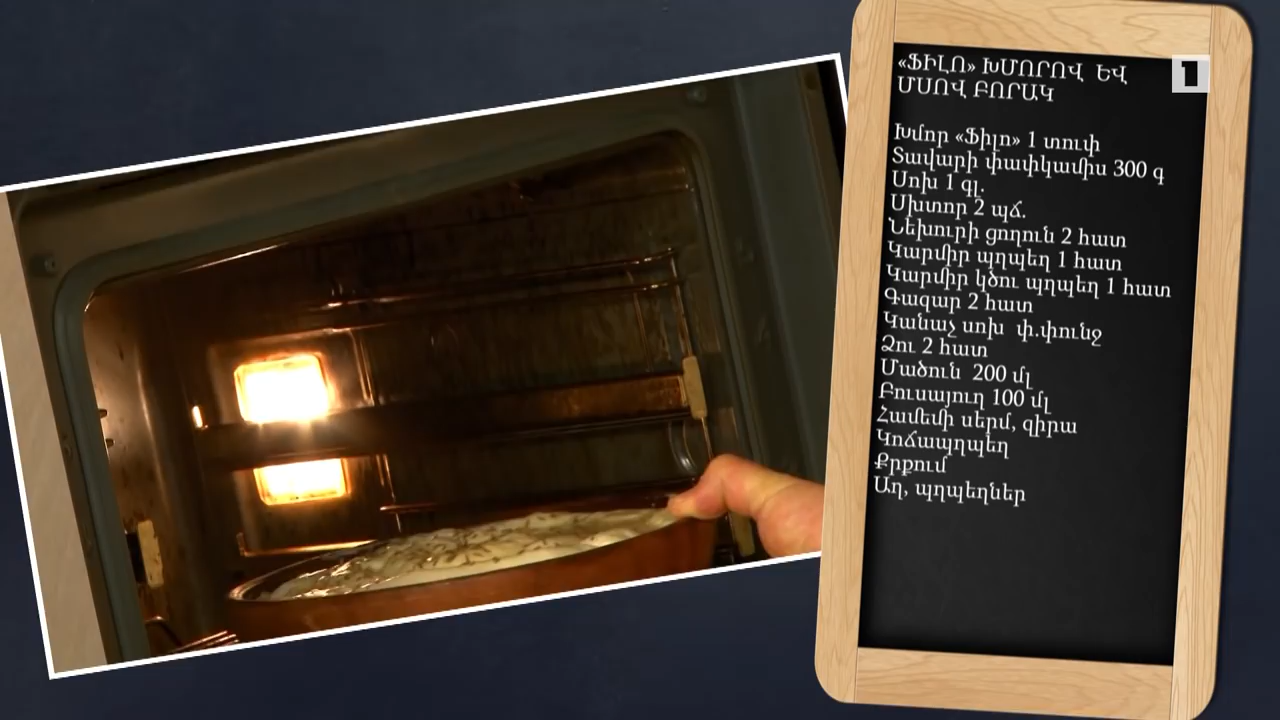 «ՖԻԼՈ» ԽՄՈՐՈՎ ԵՎ
ՄՍՈՎ ԲՈՐԱԿ
1
Խմոր «Ֆիլո» 1 տուփ
Տավարի փափկամիս 300 գ
Սոխ 1 գլ.
Սխտոր 2 պճ.
Նեխուրի ցողուն 2 հատ
Կարմիր պղպեղ 1 հատ
Կարմիր կծու պղպեղ 1 հատ
Գազար 2 հատ
Կանաչ սոխ փ.փունջ
Ձու 2 հատ
Մածուն 200 մլ
Բուսայուղ 100 մլ
Համեմի սերմ, զիրա
Կոճապղպեղ
Քրքում
Աղ, պղպեղներ